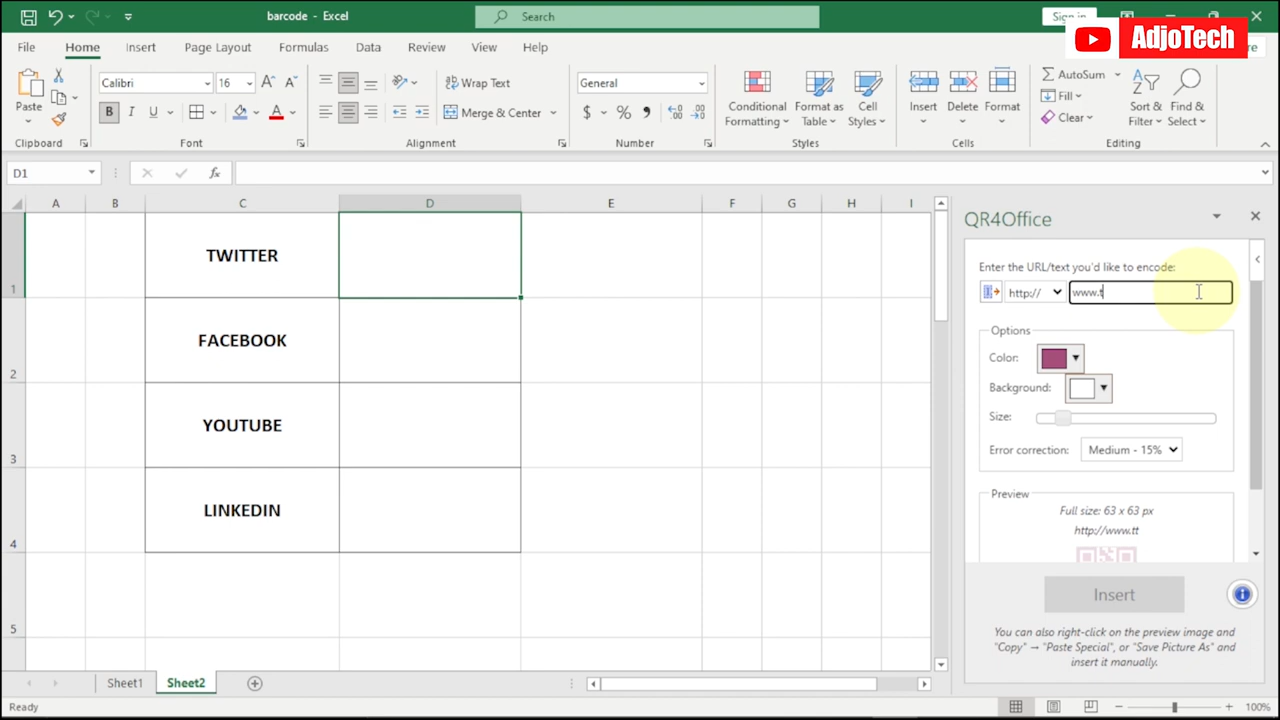 barcode - Excel
Search
Sign in
AdjoTech
File Home Insert Page Layout Formulas Data Review View Help
Paste
Calibri 16
B I U
Wrap Text
Merge & Center
General
$ %
Conditional Formatting
Format as Table
Cell Styles
Insert
Delete
Format
AutoSum
Fill
Clear
Sort & Filter
Find & Select
Clipboard Font Alignment Number Styles Cells Editing
D1
fx
A B C D E F G H I
1 TWITTER
2 FACEBOOK
3 YOUTUBE
4 LINKEDIN
5
QR4Office
Enter the URL/text you'd like to encode:
http:// www.t
Options
Color:
Background:
Size:
Error correction: Medium - 15%
Preview
Full size: 63 x 63 px
http://www.tt
Insert
You can also right-click on the preview image and
"Copy" → "Paste Special", or "Save Picture As" and
insert it manually.
Sheet1 Sheet2
Ready
100%